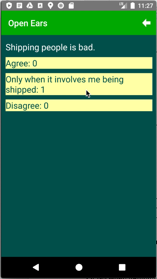 11:27
Open Ears
Shipping people is bad.
Agree: 0
Only when it involves me being
shipped: 1
Disagree: 0